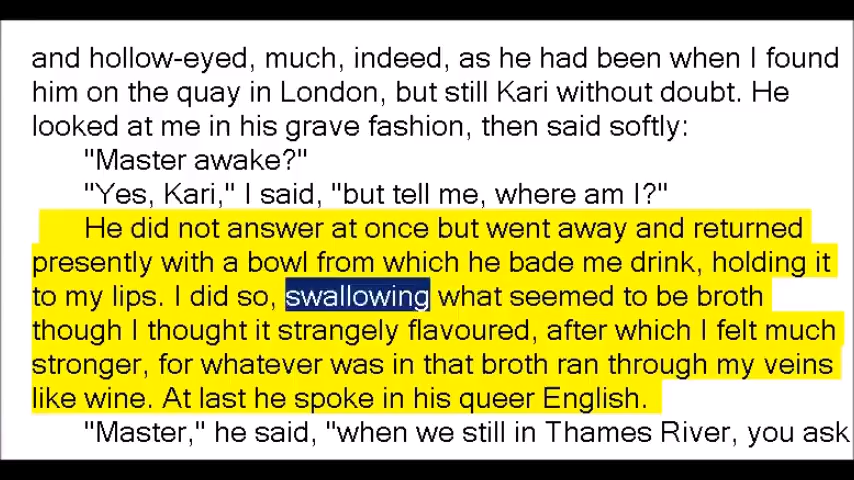 and hollow-eyed, much, indeed, as he had been when I found
him on the quay in London, but still Kari without doubt. He
looked at me in his grave fashion, then said softly:
"Master awake?"
"Yes, Kari," I said, "but tell me, where am I?"
He did not answer at once but went away and returned
presently with a bowl from which he bade me drink, holding it
to my lips. I did so, swallowing what seemed to be broth
though I thought it strangely flavoured, after which I felt much
stronger, for whatever was in that broth ran through my veins
like wine. At last he spoke in his queer English.
"Master," he said, "when we still in Thames River, you ask